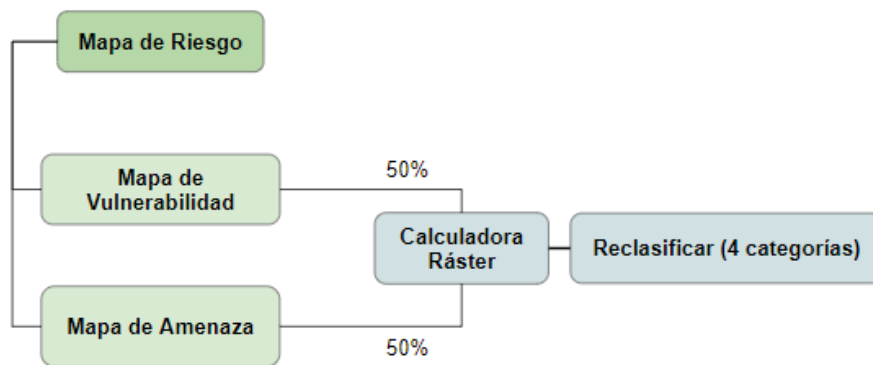 Mapa de Riesgo
Mapa de
Vulnerabilidad
50%
Calculadora
Ráster
Reclasificar (4 categorías)
Mapa de Amenaza
50%